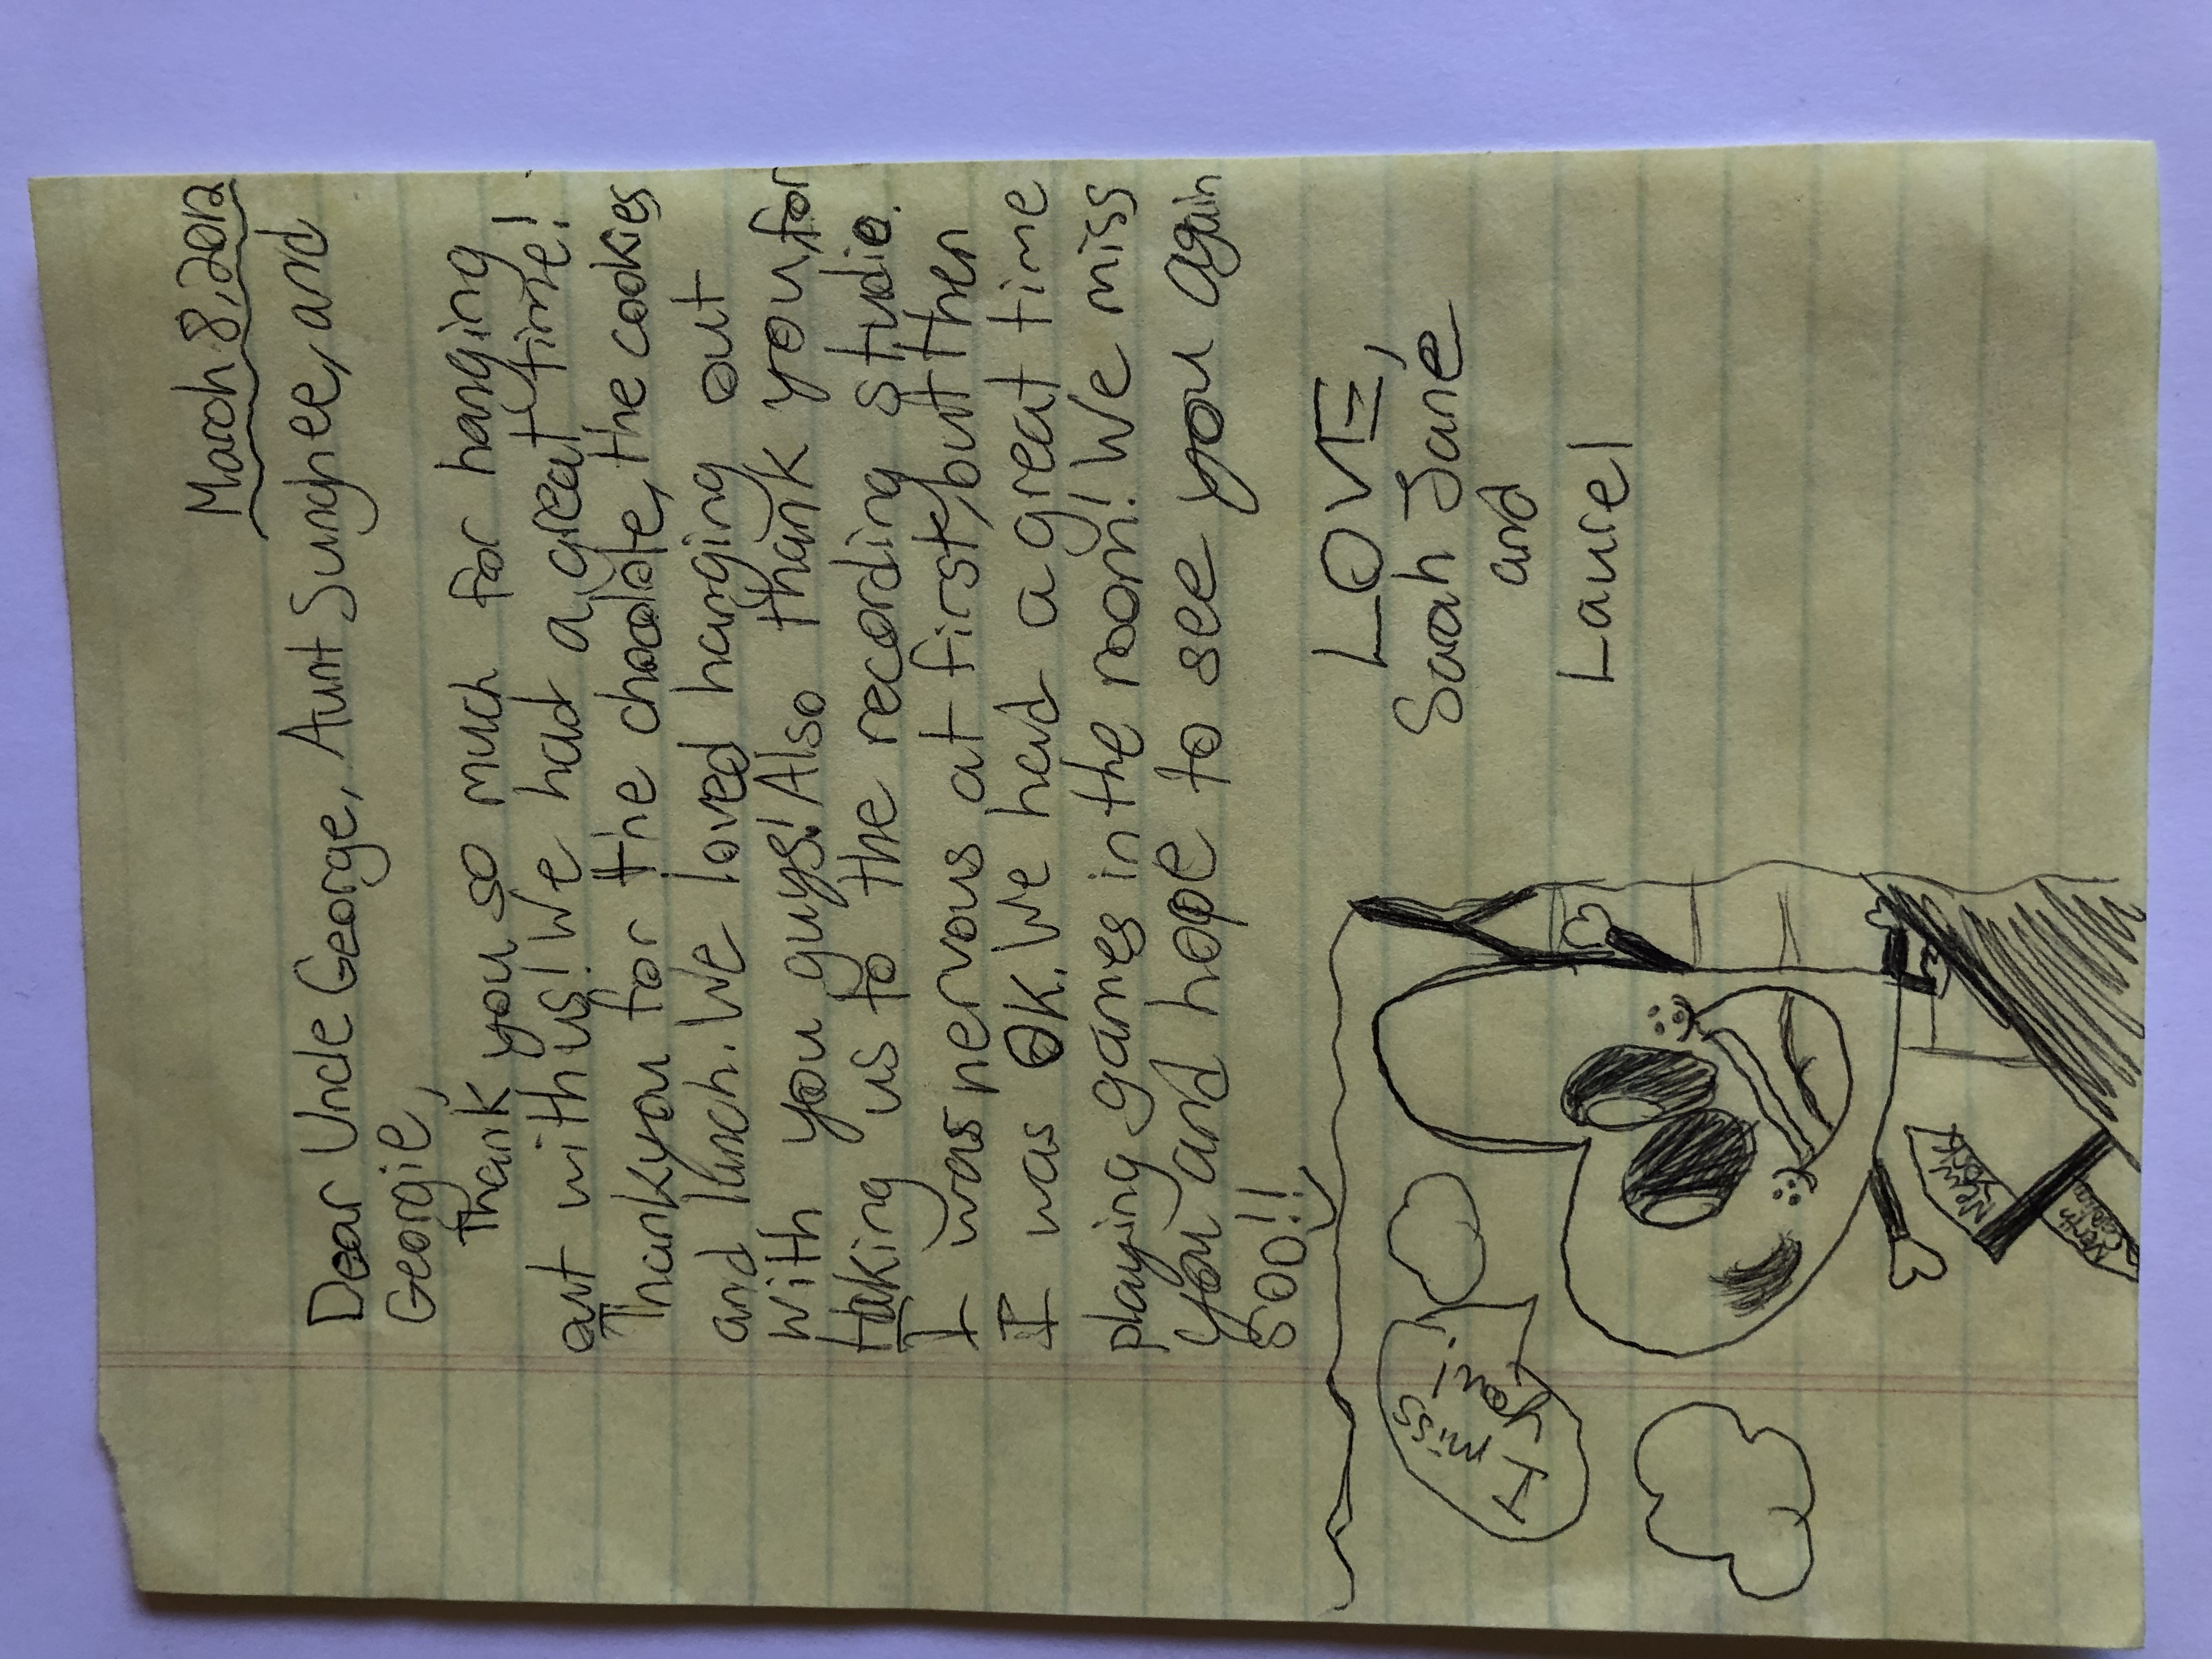 March 8, 2012
Dear Uncle George, Aunt Sunghee, and
Georgie,
Thank you so much for hanging
out with us! We had a great time!
Thankyou for the chocolate, the cookies
and lunch. We loved hanging out
with you guys! Also thank you for
taking us to the recording studio.
I was nervous at first, but then
I was OK. We had a great time
playing games in the room! We miss
you and hope to see you again
soo!!
LOVE,
Sarah Jane
and
Laurel
I miss
you!
New
York
North
Carolina